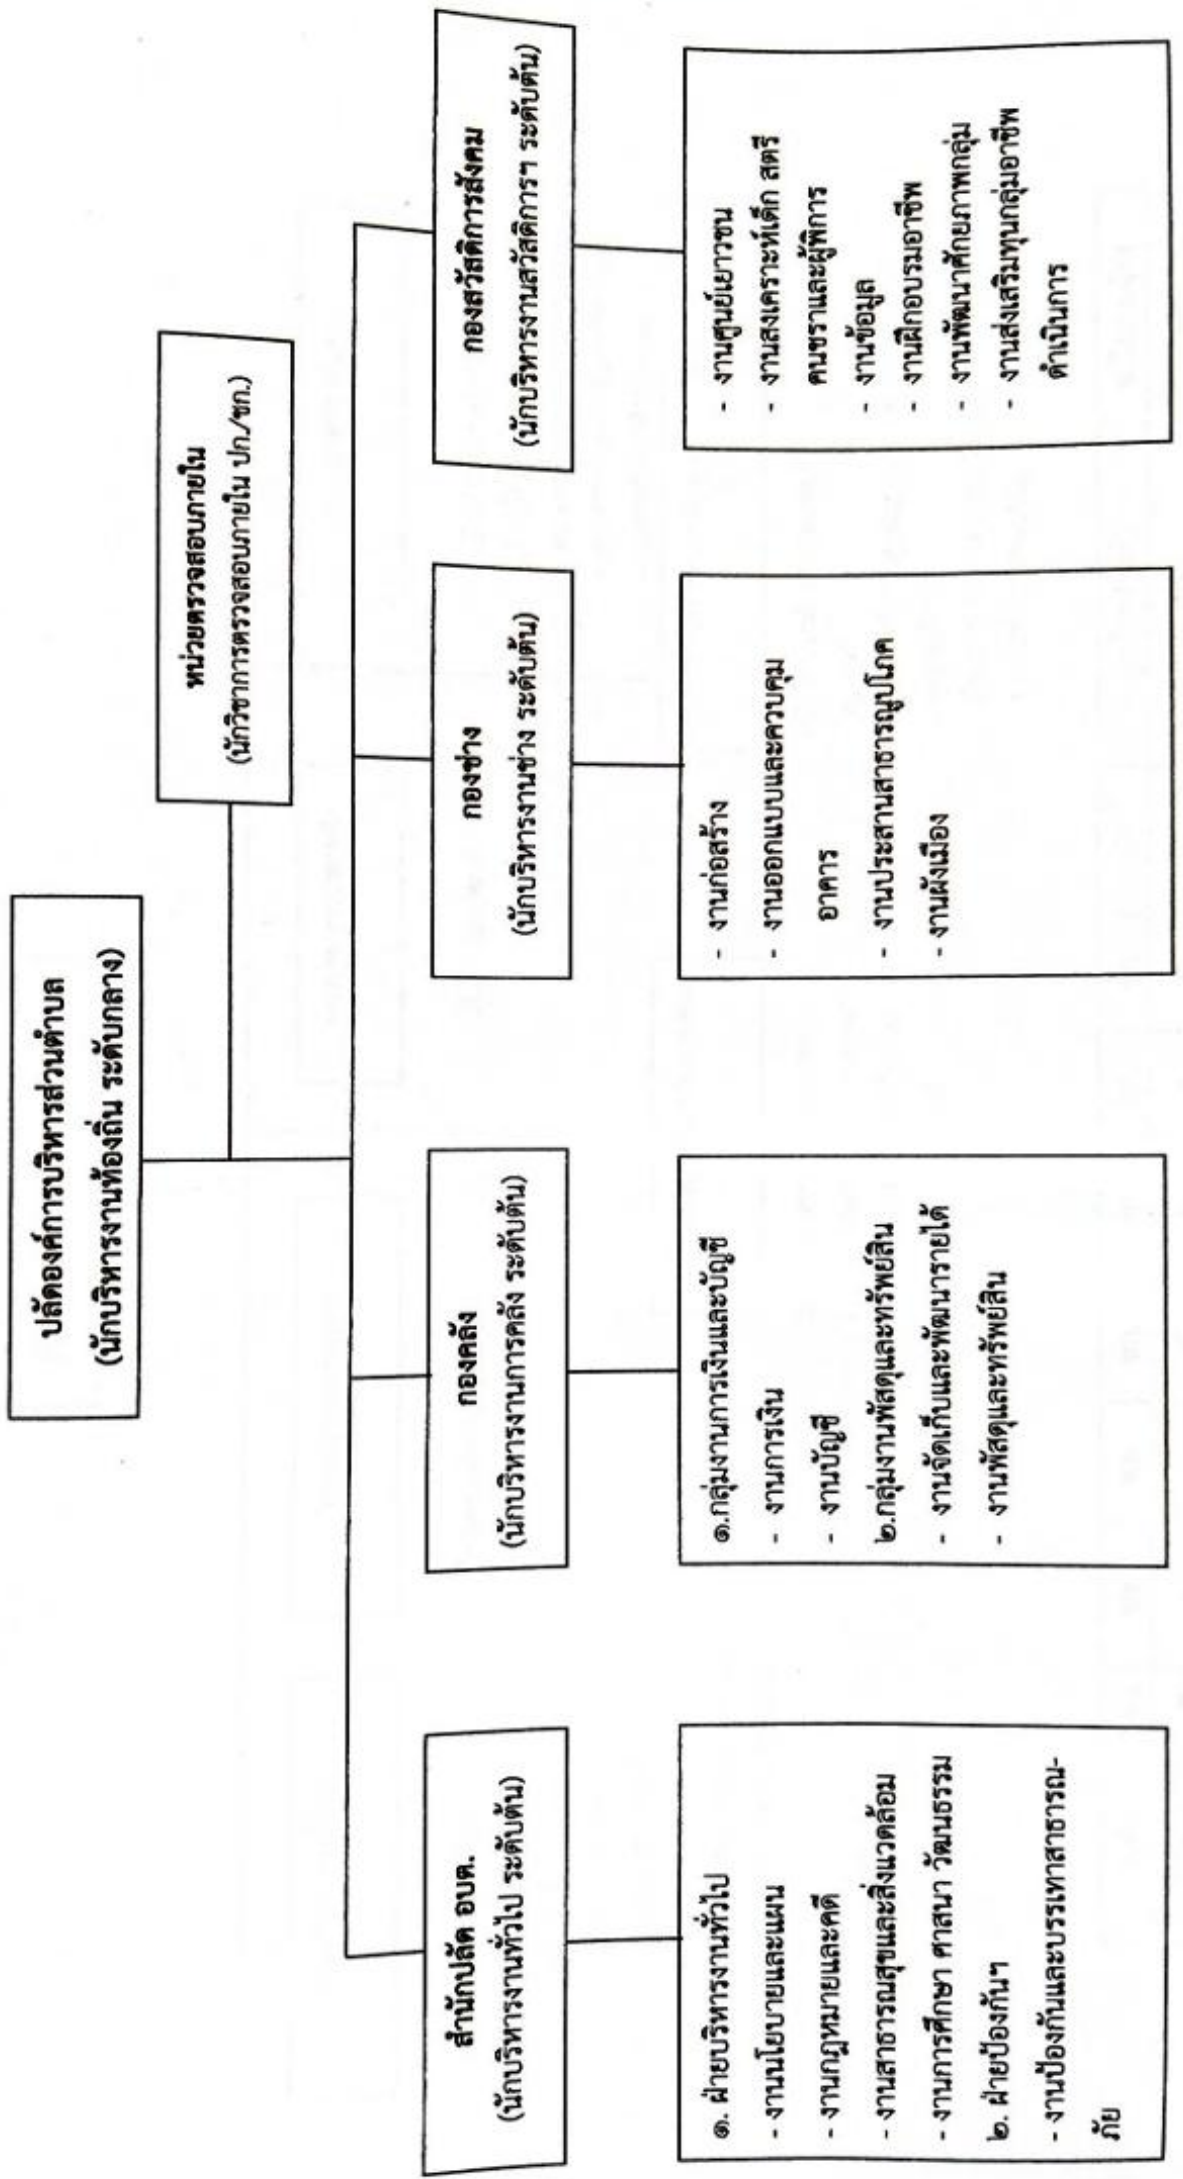 ปลัดองค์การบริหารส่วนตำบล
(นักบริหารงานท้องถิ่น ระดับกลาง)
หน่วยตรวจสอบภายใน
(นักวิชาการตรวจสอบภายใน ปก./ชก.)
สำนักปลัด อบต.
(นักบริหารงานทั่วไป ระดับต้น)
กองคลัง
(นักบริหารงานการคลัง ระดับต้น)
กองช่าง
(นักบริหารงานช่าง ระดับต้น)
กองสวัสดิการสังคม
(นักบริหารงานสวัสดิการฯ ระดับต้น)
๑. ฝ่ายบริหารงานทั่วไป
- งานนโยบายและแผน
- งานกฎหมายและคดี
- งานสาธารณสุขและสิ่งแวดล้อม
- งานการศึกษา ศาสนา วัฒนธรรม
๒. ฝ่ายป้องกันฯ
- งานป้องกันและบรรเทาสาธารณ-
ภัย
๑.กลุ่มงานการเงินและบัญชี
- งานการเงิน
- งานบัญชี
๒.กลุ่มงานพัสดุและทรัพย์สิน
- งานจัดเก็บและพัฒนารายได้
- งานพัสดุและทรัพย์สิน
- งานก่อสร้าง
- งานออกแบบและควบคุม
อาคาร
- งานประสานสาธารณูปโภค
- งานผังเมือง
- งานศูนย์เยาวชน
- งานสงเคราะห์เด็ก สตรี
คนชราและผู้พิการ
- งานข้อมูล
- งานฝึกอบรมอาชีพ
- งานพัฒนาศักยภาพกลุ่ม
- งานส่งเสริมทุนกลุ่มอาชีพ
ดำเนินการ